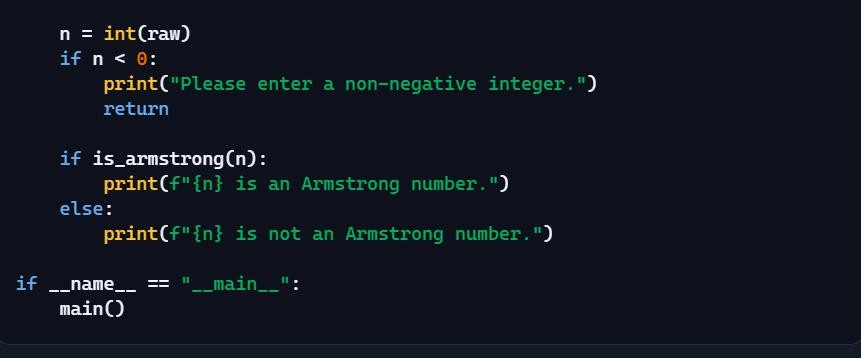 n = int(raw)
    if n < 0:
        print("Please enter a non-negative integer.")
        return

    if is_armstrong(n):
        print(f"{n} is an Armstrong number.")
    else:
        print(f"{n} is not an Armstrong number.")

if __name__ == "__main__":
    main()